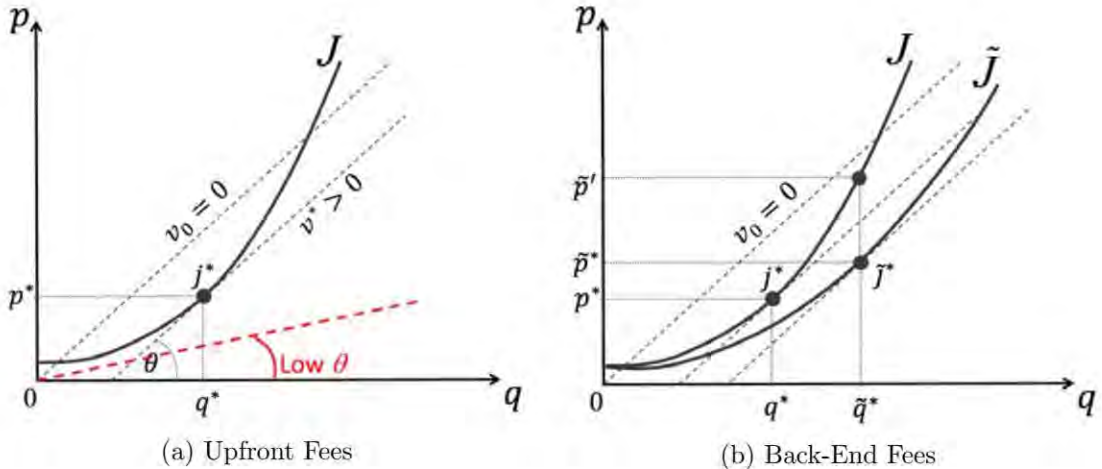 p
J
v₀ = 0
v* > 0
j*
p*
θ
Low θ
0
q*
q
(a) Upfront Fees
p
J
J̃
v₀ = 0
p̃′
p̃*
j*
j̃*
p*
0
q*
q̃*
q
(b) Back-End Fees